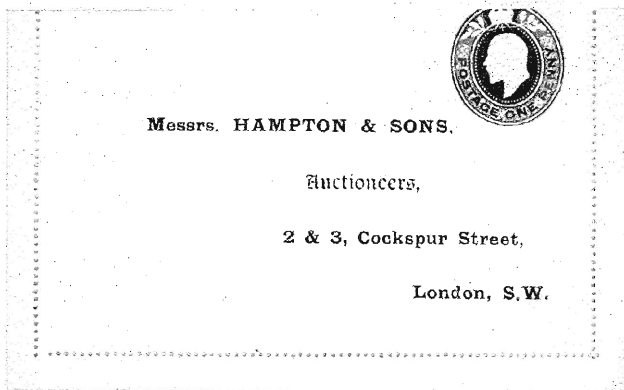 POSTAGE ONE PENNY
Messrs. HAMPTON & SONS,
Auctioneers,
2 & 3, Cockspur Street,
London, S.W.